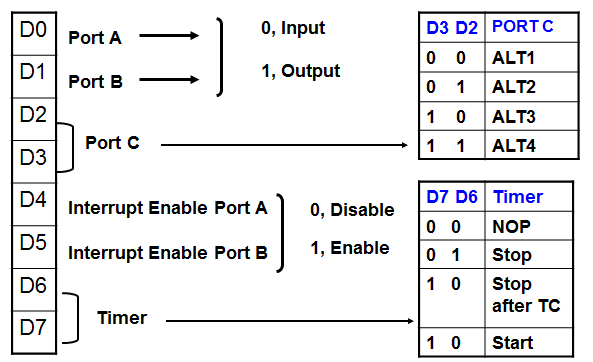 D0 Port A 0, Input
D1 Port B 1, Output
D2
Port C
D3
D4 Interrupt Enable Port A 0, Disable
D5 Interrupt Enable Port B 1, Enable
D6
Timer
D7
D3 D2 PORT C
0 0 ALT1
0 1 ALT2
1 0 ALT3
1 1 ALT4
D7 D6 Timer
0 0 NOP
0 1 Stop
1 0 Stop
after TC
1 0 Start